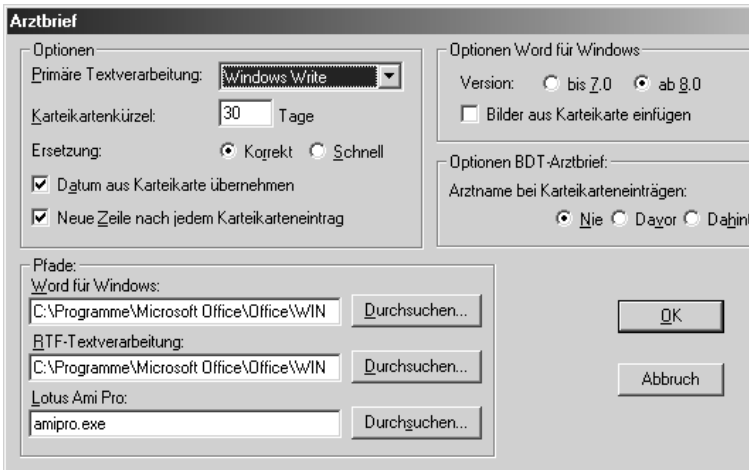 Arztbrief
Optionen
Primäre Textverarbeitung: Windows Write
Karteikartenkürzel: 30 Tage
Ersetzung: Korrekt Schnell
Datum aus Karteikarte übernehmen
Neue Zeile nach jedem Karteikarteneintrag
Optionen Word für Windows
Version: bis 7.0 ab 8.0
Bilder aus Karteikarte einfügen
Optionen BDT-Arztbrief:
Arztname bei Karteikarteneinträgen:
Nie Davor Dahint
Pfade:
Word für Windows:
C:\Programme\Microsoft Office\Office\WIN Durchsuchen...
RTF-Textverarbeitung:
C:\Programme\Microsoft Office\Office\WIN Durchsuchen...
Lotus Ami Pro:
amipro.exe Durchsuchen...
OK
Abbruch